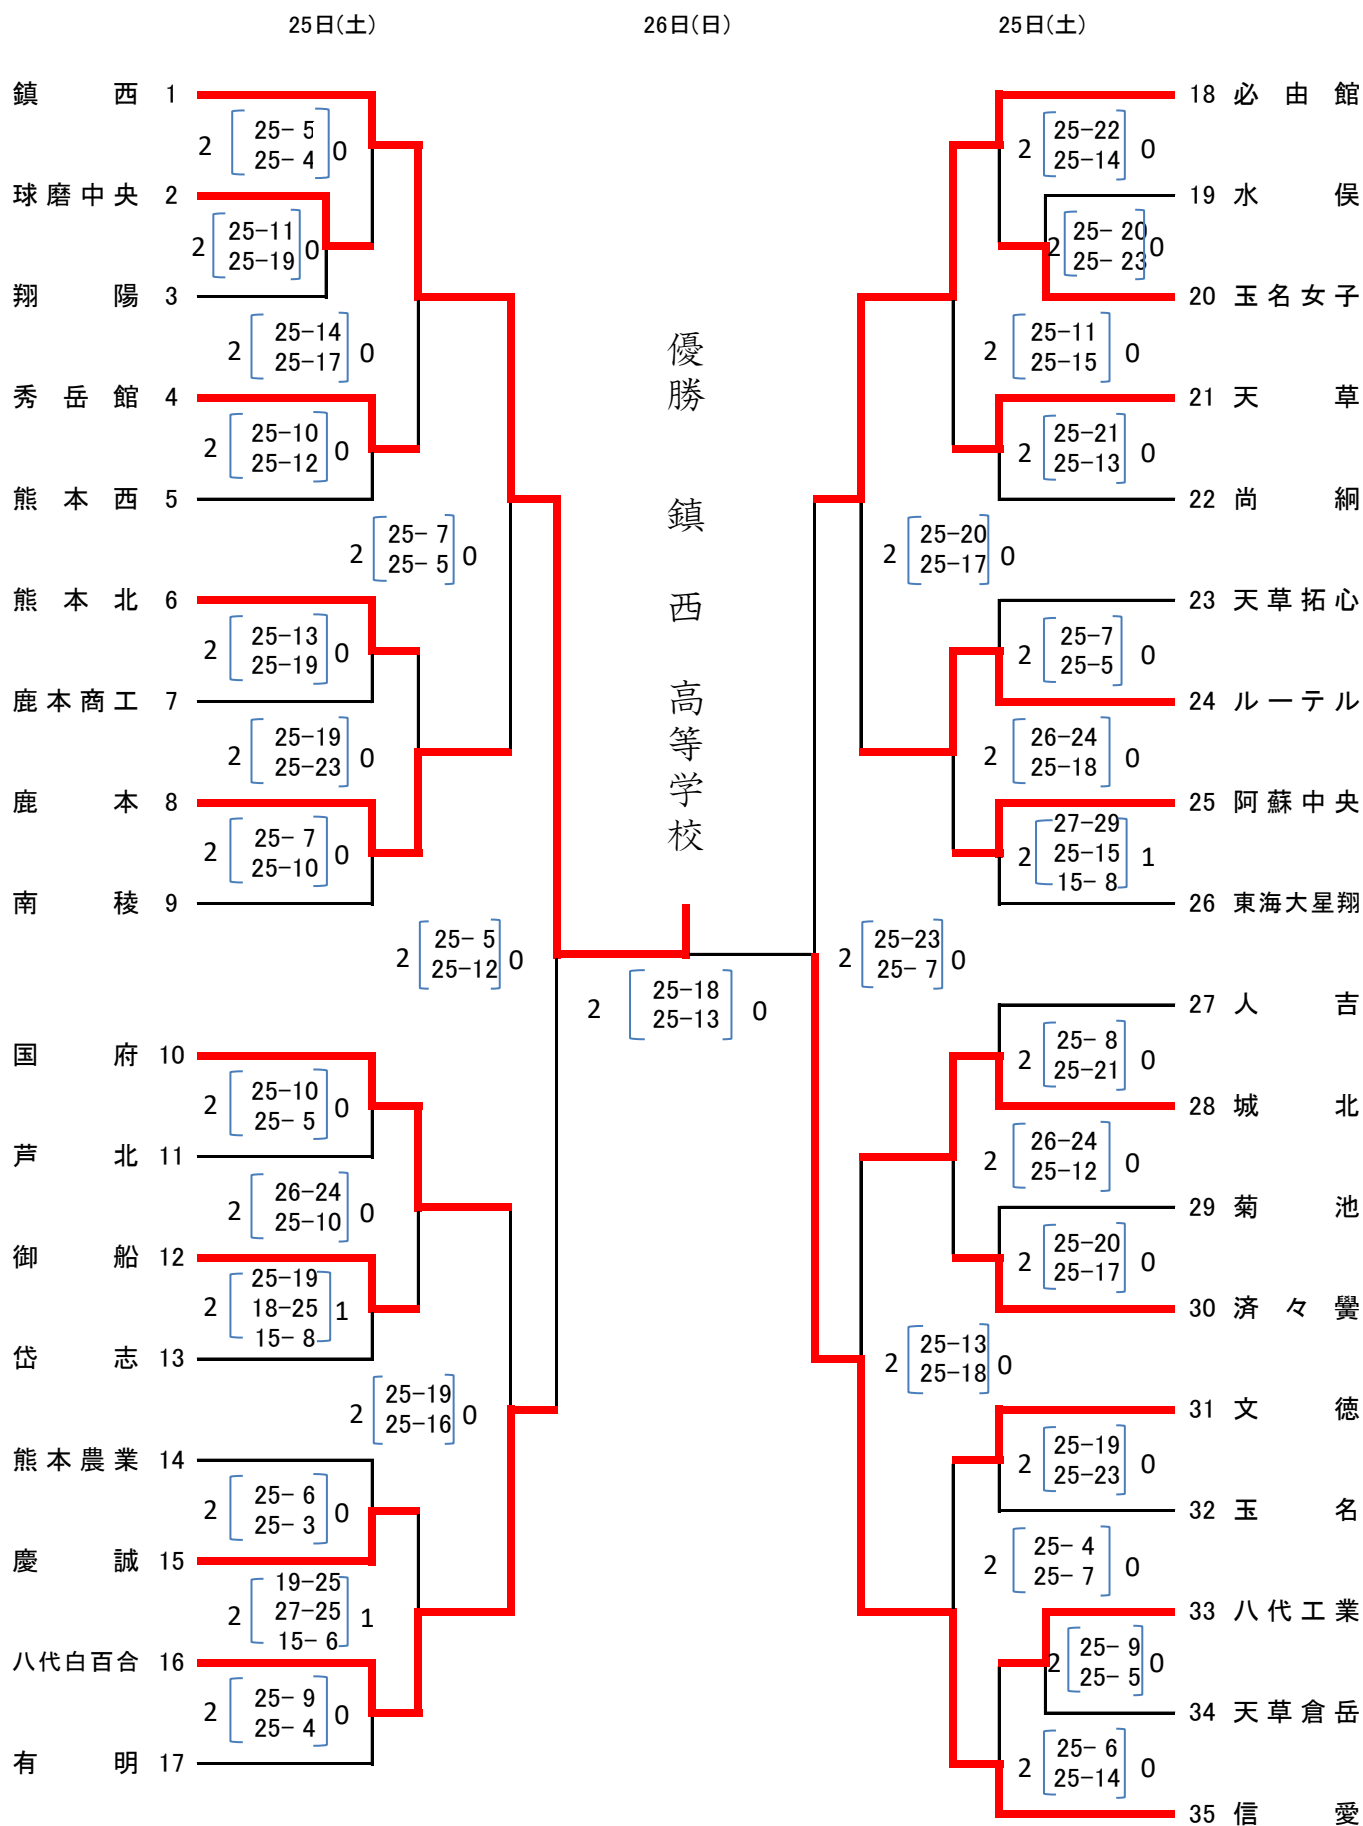 25日(土)
26日(日)
25日(土)
鎮西 1
2 25- 5 0
25- 4
球磨中央 2
2 25-11 0
25-19
翔陽 3
2 25-14 0
25-17
秀岳館 4
2 25-10 0
25-12
熊本西 5
2 25- 7 0
25- 5
熊本北 6
2 25-13 0
25-19
鹿本商工 7
2 25-19 0
25-23
鹿本 8
2 25- 7 0
25-10
南稜 9
2 25- 5 0
25-12
国府 10
2 25-10 0
25- 5
芦北 11
2 26-24 0
25-10
御船 12
2 25-19 1
18-25
15- 8
岱志 13
2 25-19 0
25-16
熊本農業 14
2 25- 6 0
25- 3
慶誠 15
2 19-25 1
27-25
15- 6
八代白百合 16
2 25- 9 0
25- 4
有明 17
優勝 鎮西高等学校
2 25-18 0
25-13
18 必由館
2 25-22 0
25-14
19 水俣
2 25- 20 0
25- 23
20 玉名女子
2 25-11 0
25-15
21 天草
2 25-21 0
25-13
22 尚絅
2 25-20 0
25-17
23 天草拓心
2 25-7 0
25-5
24 ルーテル
2 26-24 0
25-18
25 阿蘇中央
2 27-29 1
25-15
15- 8
26 東海大星翔
2 25-23 0
25- 7
27 人吉
2 25- 8 0
25-21
28 城北
2 26-24 0
25-12
29 菊池
2 25-20 0
25-17
30 済々黌
2 25-13 0
25-18
31 文徳
2 25-19 0
25-23
32 玉名
2 25- 4 0
25- 7
33 八代工業
2 25- 9 0
25- 5
34 天草倉岳
2 25- 6 0
25-14
35 信愛